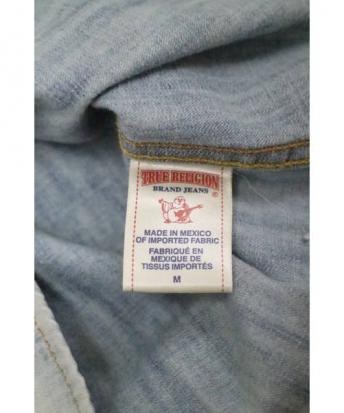 TRUE RELIGION
BRAND JEANS ®
MADE IN MEXICO
OF IMPORTED FABRIC
FABRIQUÉ EN
MEXIQUE DE
TISSUS IMPORTÉS
M